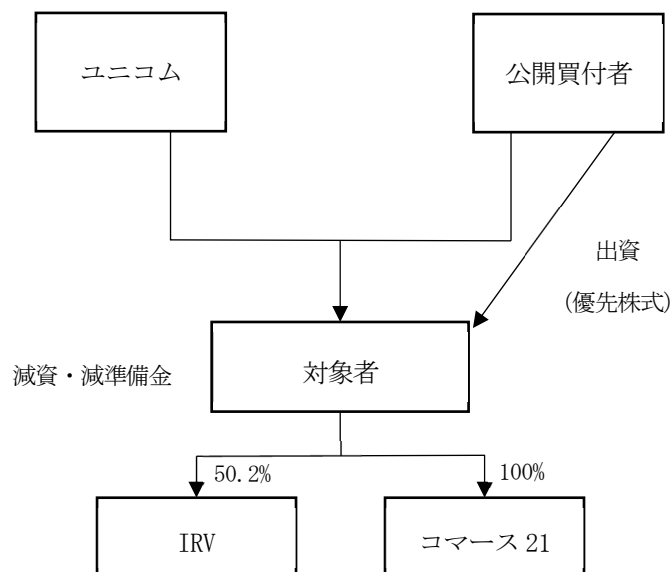 ユニコム
公開買付者
出資
(優先株式)
減資・減準備金
対象者
50.2%
100%
IRV
コマース 21